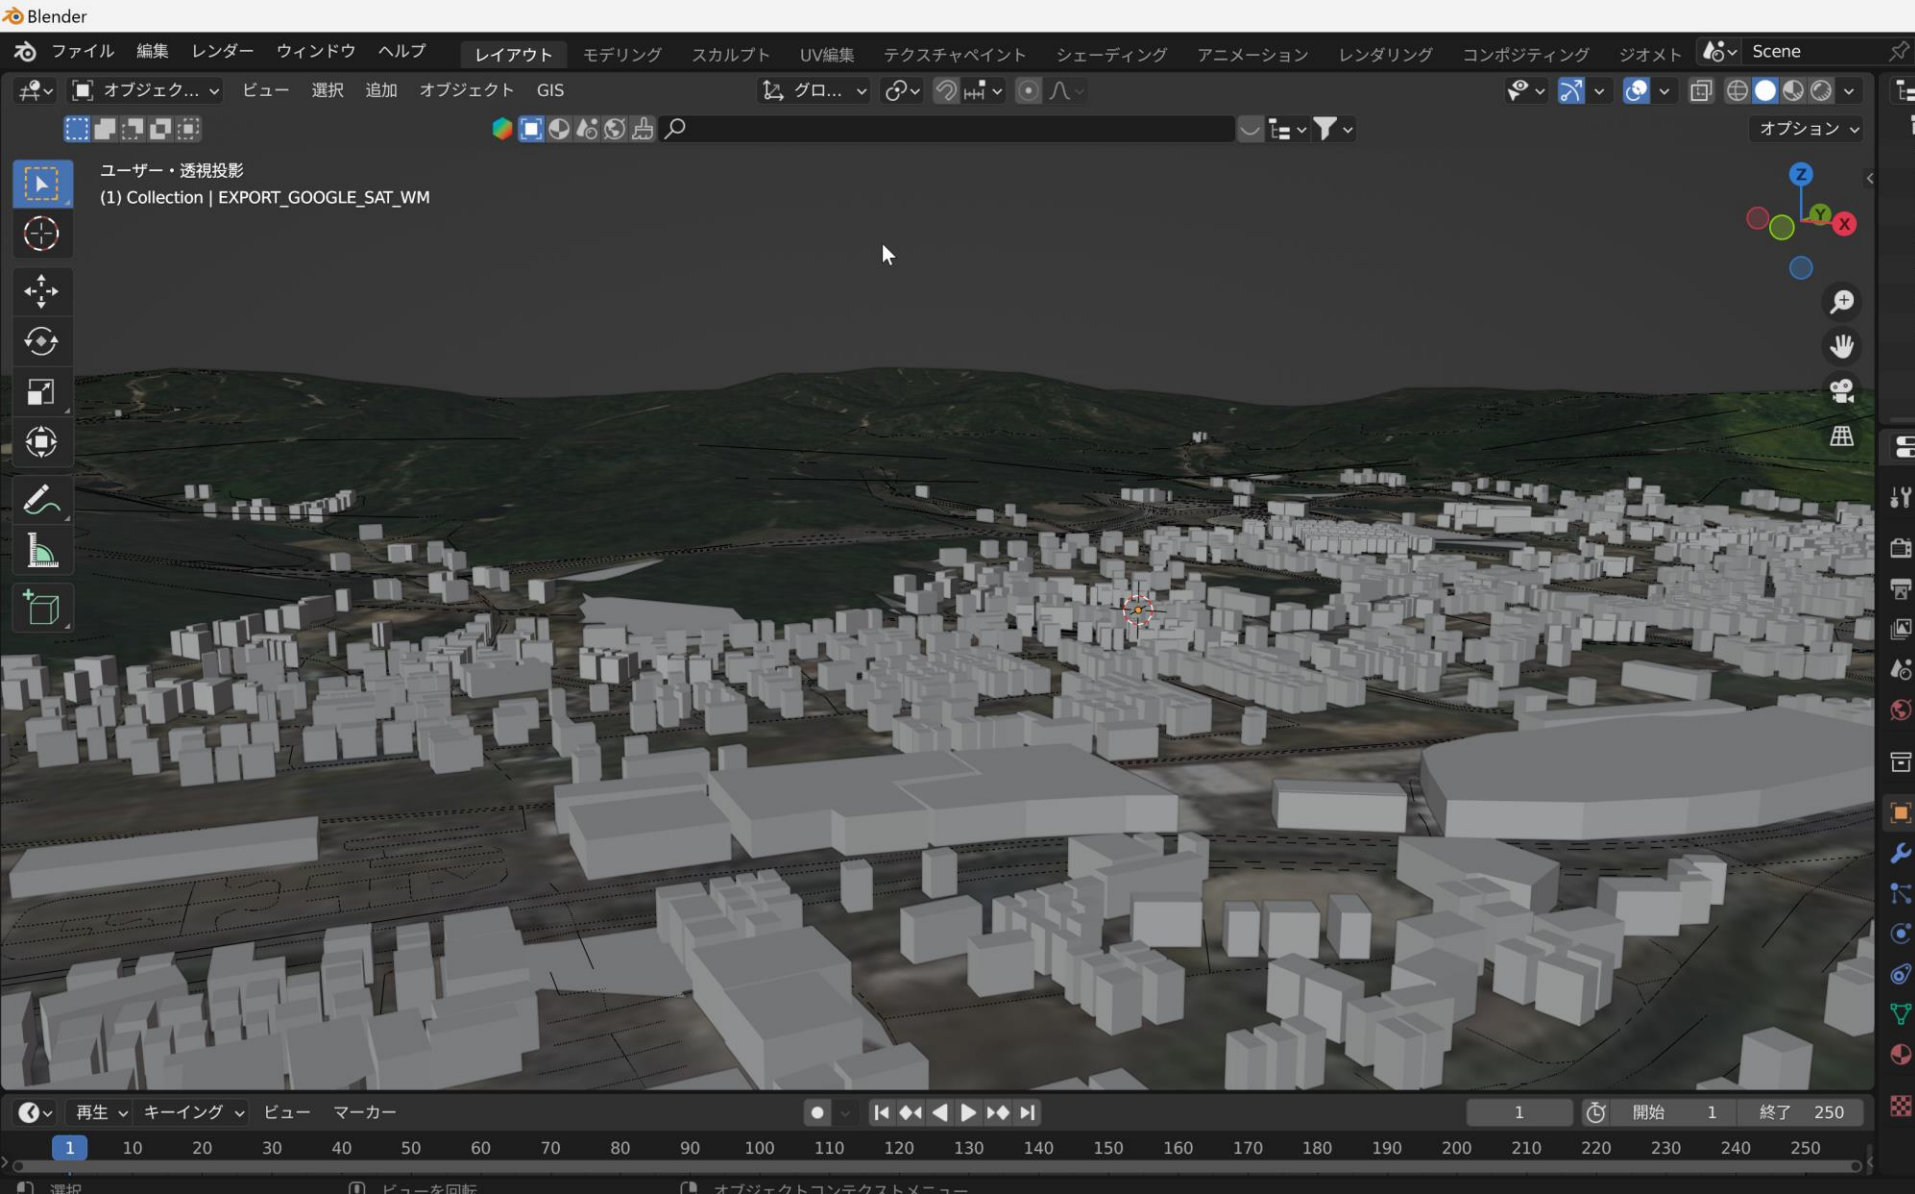 Blender
ファイル 編集 レンダー ウィンドウ ヘルプ レイアウト モデリング スカルプト UV編集 テクスチャペイント シェーディング アニメーション レンダリング コンポジティング ジオメト Scene
オブジェク... ビュー 選択 追加 オブジェクト GIS グロ...
オプション
ユーザー・透視投影
(1) Collection | EXPORT_GOOGLE_SAT_WM
Z
Y
X
再生 キーイング ビュー マーカー 1 開始 1 終了 250
1 10 20 30 40 50 60 70 80 90 100 110 120 130 140 150 160 170 180 190 200 210 220 230 240 250
選択 ビューを回転 オブジェクトコンテクストメニュー